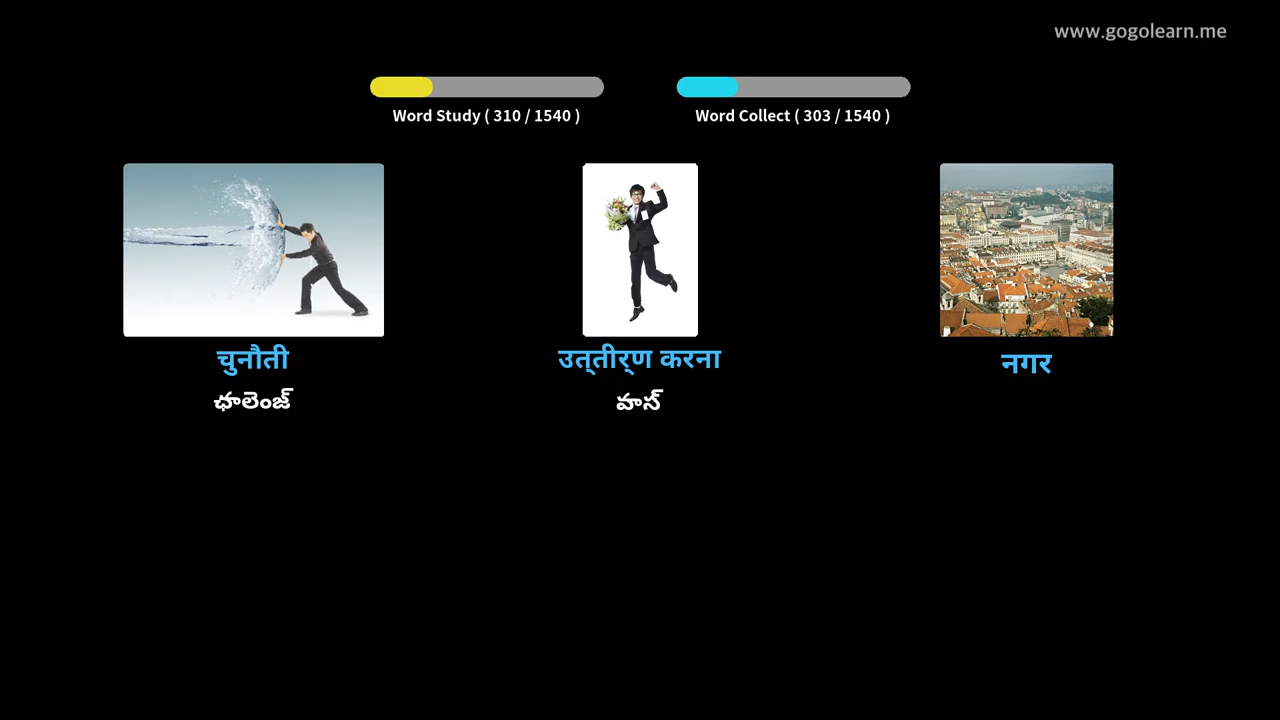 www.gogolearn.me
Word Study ( 310 / 1540 )
Word Collect ( 303 / 1540 )
चुनौती
उत्तीर्ण करना
नगर
ఛాలెంజ్
పాస్